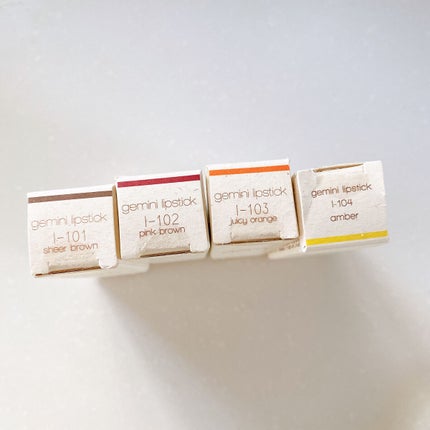 gemini lipstick
I-101
sheer brown
gemini lipstick
I-102
pink brown
gemini lipstick
I-103
juicy orange
gemini lipstick
I-104
amber